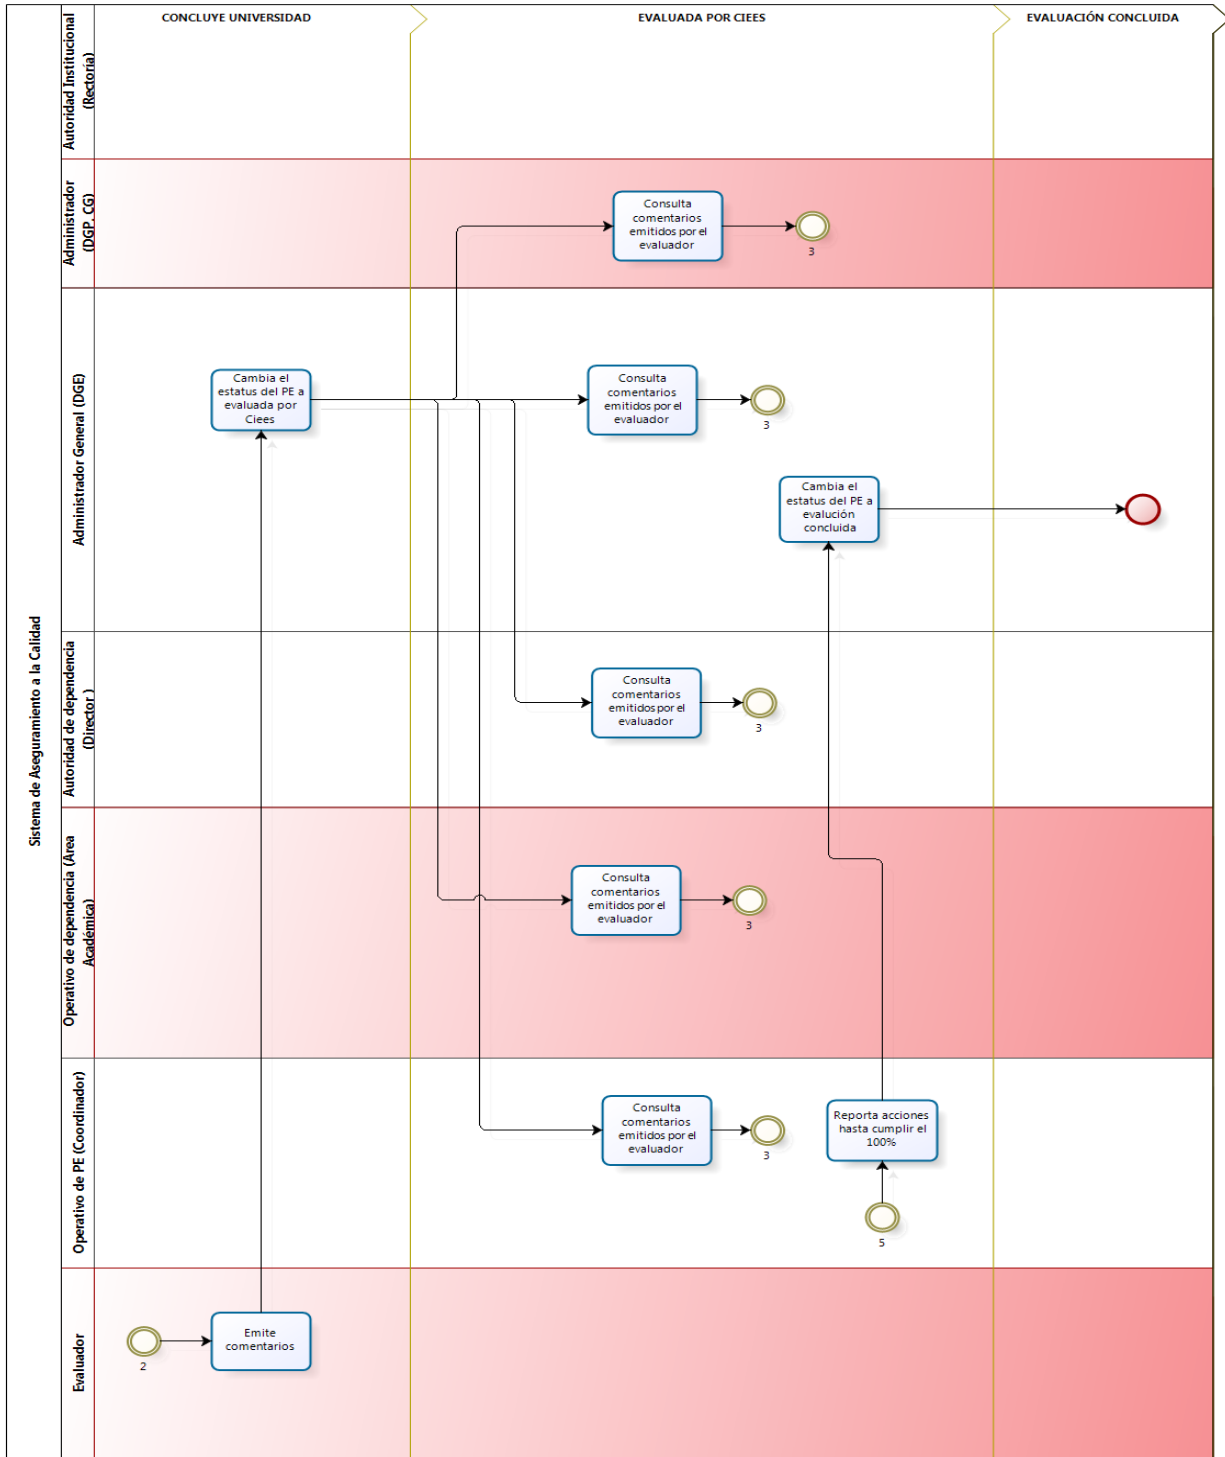 CONCLUYE UNIVERSIDAD
EVALUADA POR CIEES
EVALUACIÓN CONCLUIDA
Sistema de Aseguramiento a la Calidad
Autoridad Institucional
(Rectoría)
Administrador
(DGP, CG)
Consulta
comentarios
emitidos por el
evaluador
3
Administrador General (DGE)
Cambia el
estatus del PE a
evaluada por
Ciees
Consulta
comentarios
emitidos por el
evaluador
3
Cambia el
estatus del PE a
evalución
concluida
Autoridad de dependencia
(Director )
Consulta
comentarios
emitidos por el
evaluador
3
Operativo de dependencia (Area
Académica)
Consulta
comentarios
emitidos por el
evaluador
3
Operativo de PE (Coordinador)
Consulta
comentarios
emitidos por el
evaluador
3
Reporta acciones
hasta cumplir el
100%
5
Evaluador
2
Emite
comentarios